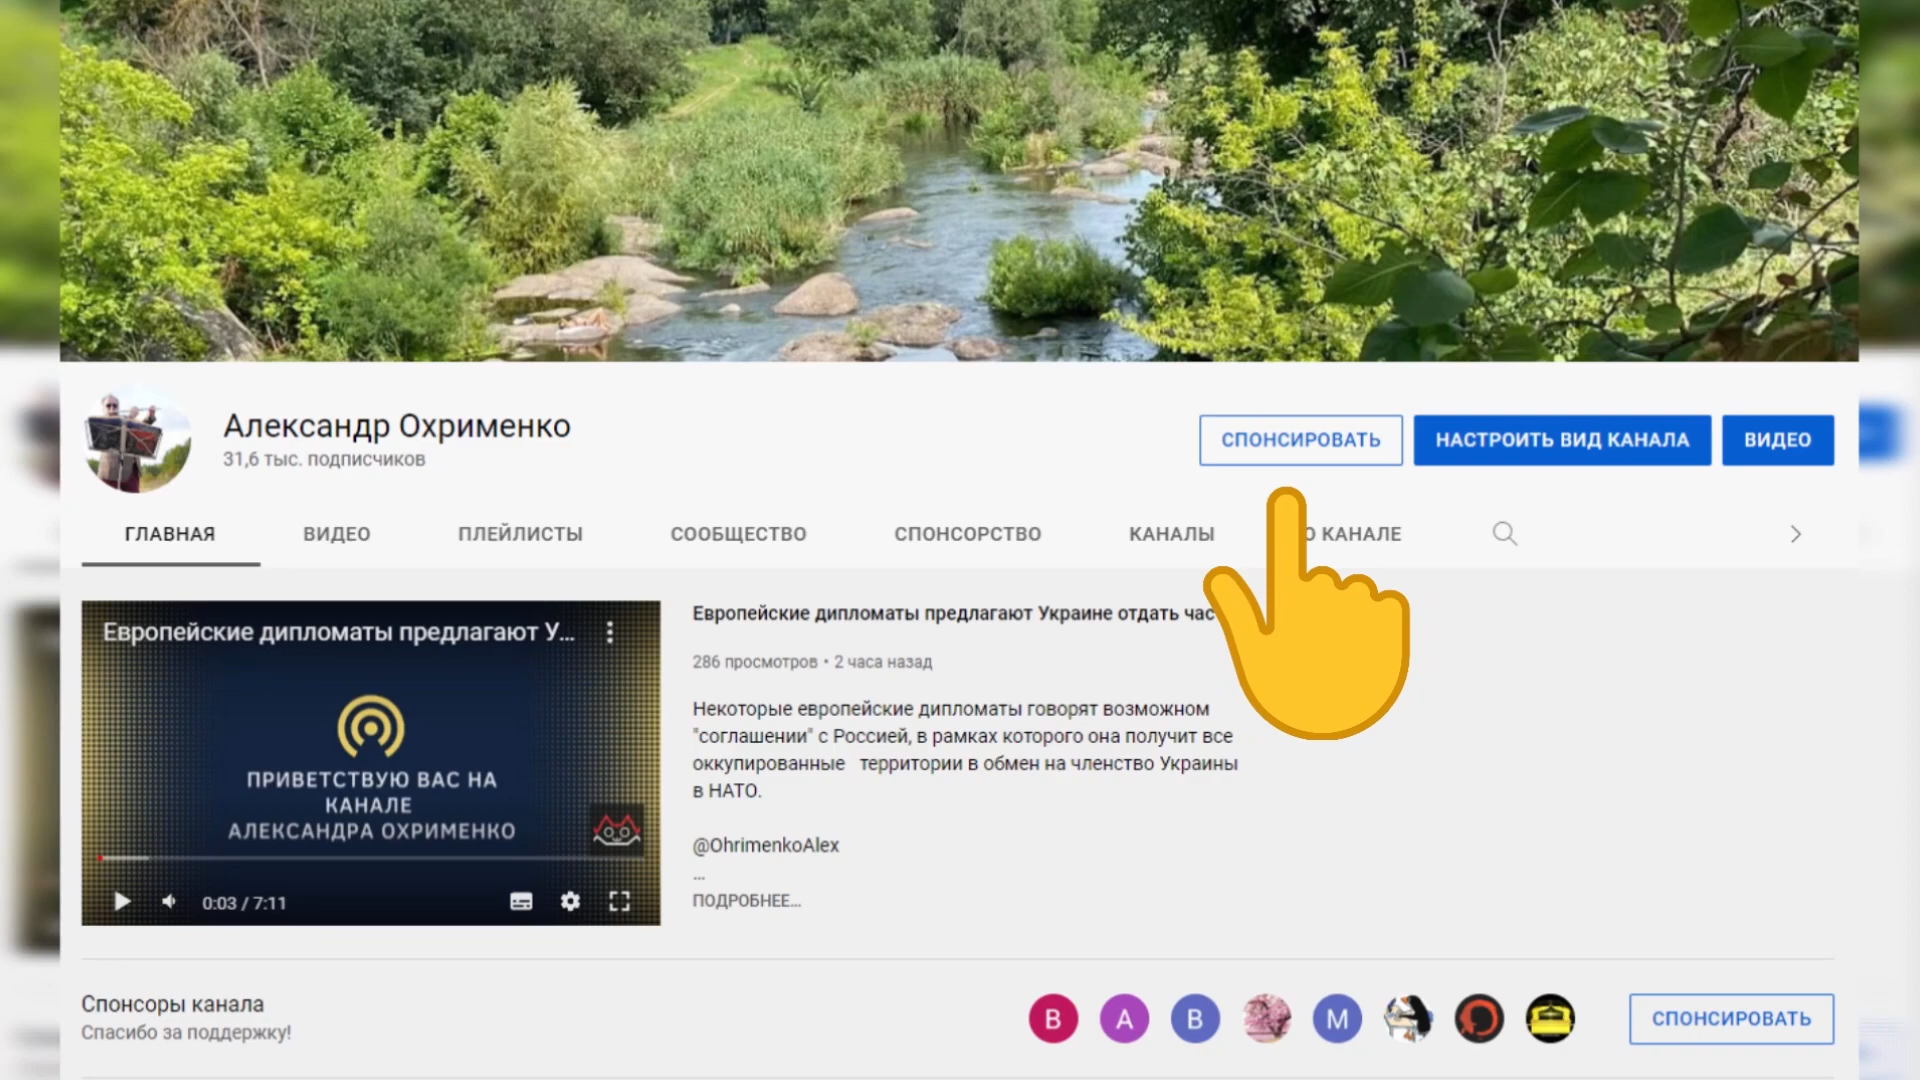 Александр Охрименко
31,6 тыс. подписчиков
СПОНСИРОВАТЬ
НАСТРОИТЬ ВИД КАНАЛА
ВИДЕО
ГЛАВНАЯ
ВИДЕО
ПЛЕЙЛИСТЫ
СООБЩЕСТВО
СПОНСОРСТВО
КАНАЛЫ
О КАНАЛЕ
Европейские дипломаты предлагают У...
ПРИВЕТСТВУЮ ВАС НА
КАНАЛЕ
АЛЕКСАНДРА ОХРИМЕНКО
0:03 / 7:11
Европейские дипломаты предлагают Украине отдать час
286 просмотров • 2 часа назад
Некоторые европейские дипломаты говорят возможном
"соглашении" с Россией, в рамках которого она получит все
оккупированные территории в обмен на членство Украины
в НАТО.
@OhrimenkoAlex
...
ПОДРОБНЕЕ...
Спонсоры канала
Спасибо за поддержку!
В
А
В
М
СПОНСИРОВАТЬ